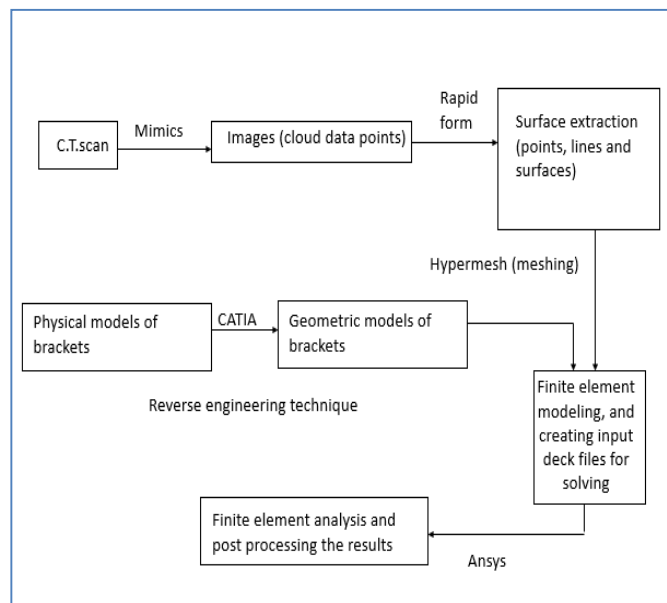 C.T.scan
Mimics
Images (cloud data points)
Rapid
form
Surface extraction
(points, lines and
surfaces)
Hypermesh (meshing)
Physical models of
brackets
CATIA
Geometric models of
brackets
Reverse engineering technique
Finite element
modeling, and
creating input
deck files for
solving
Finite element analysis and
post processing the results
Ansys